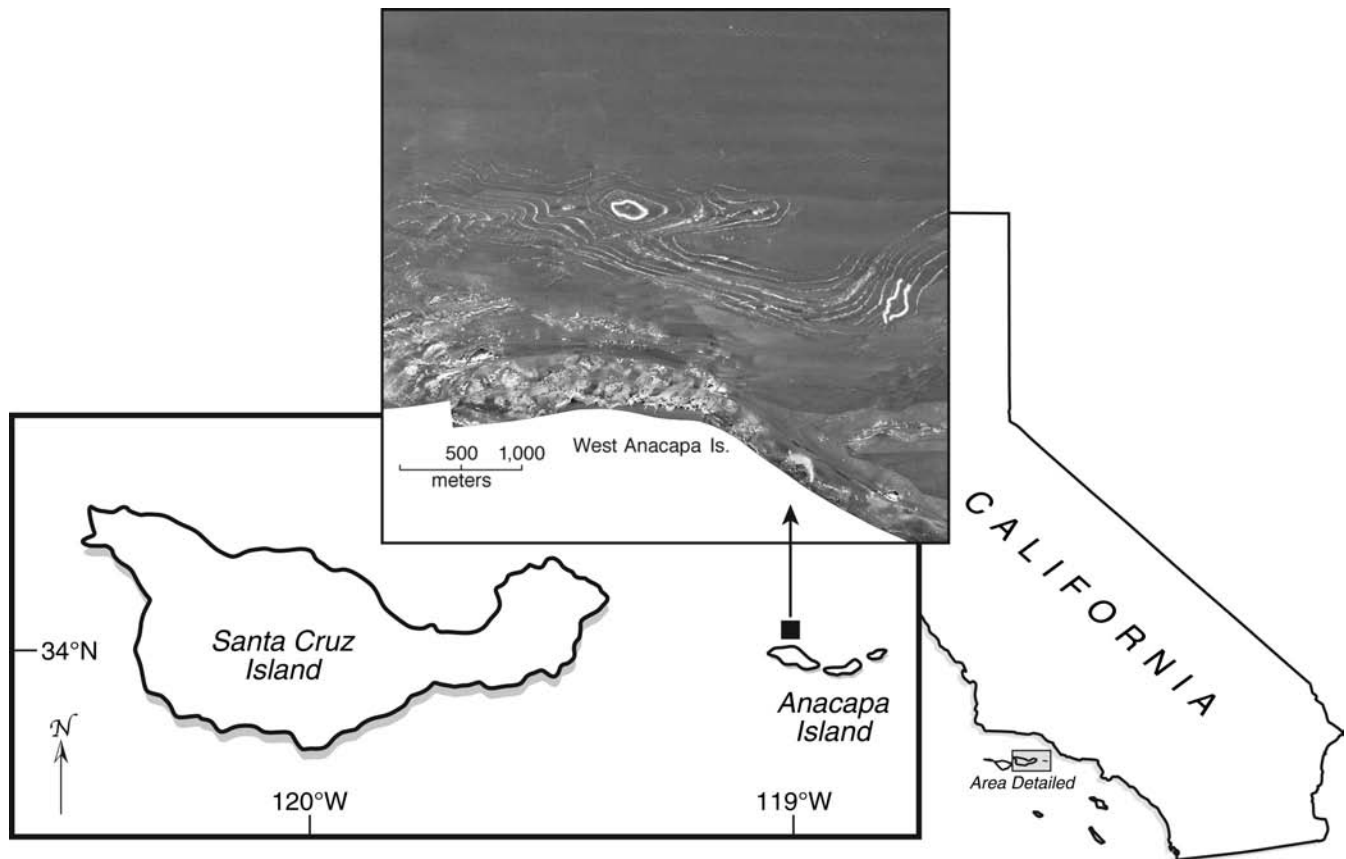 West Anacapa Is.
500 1,000
meters
CALIFORNIA
Santa Cruz
Island
34°N
Anacapa
Island
N
120°W
119°W
Area Detailed